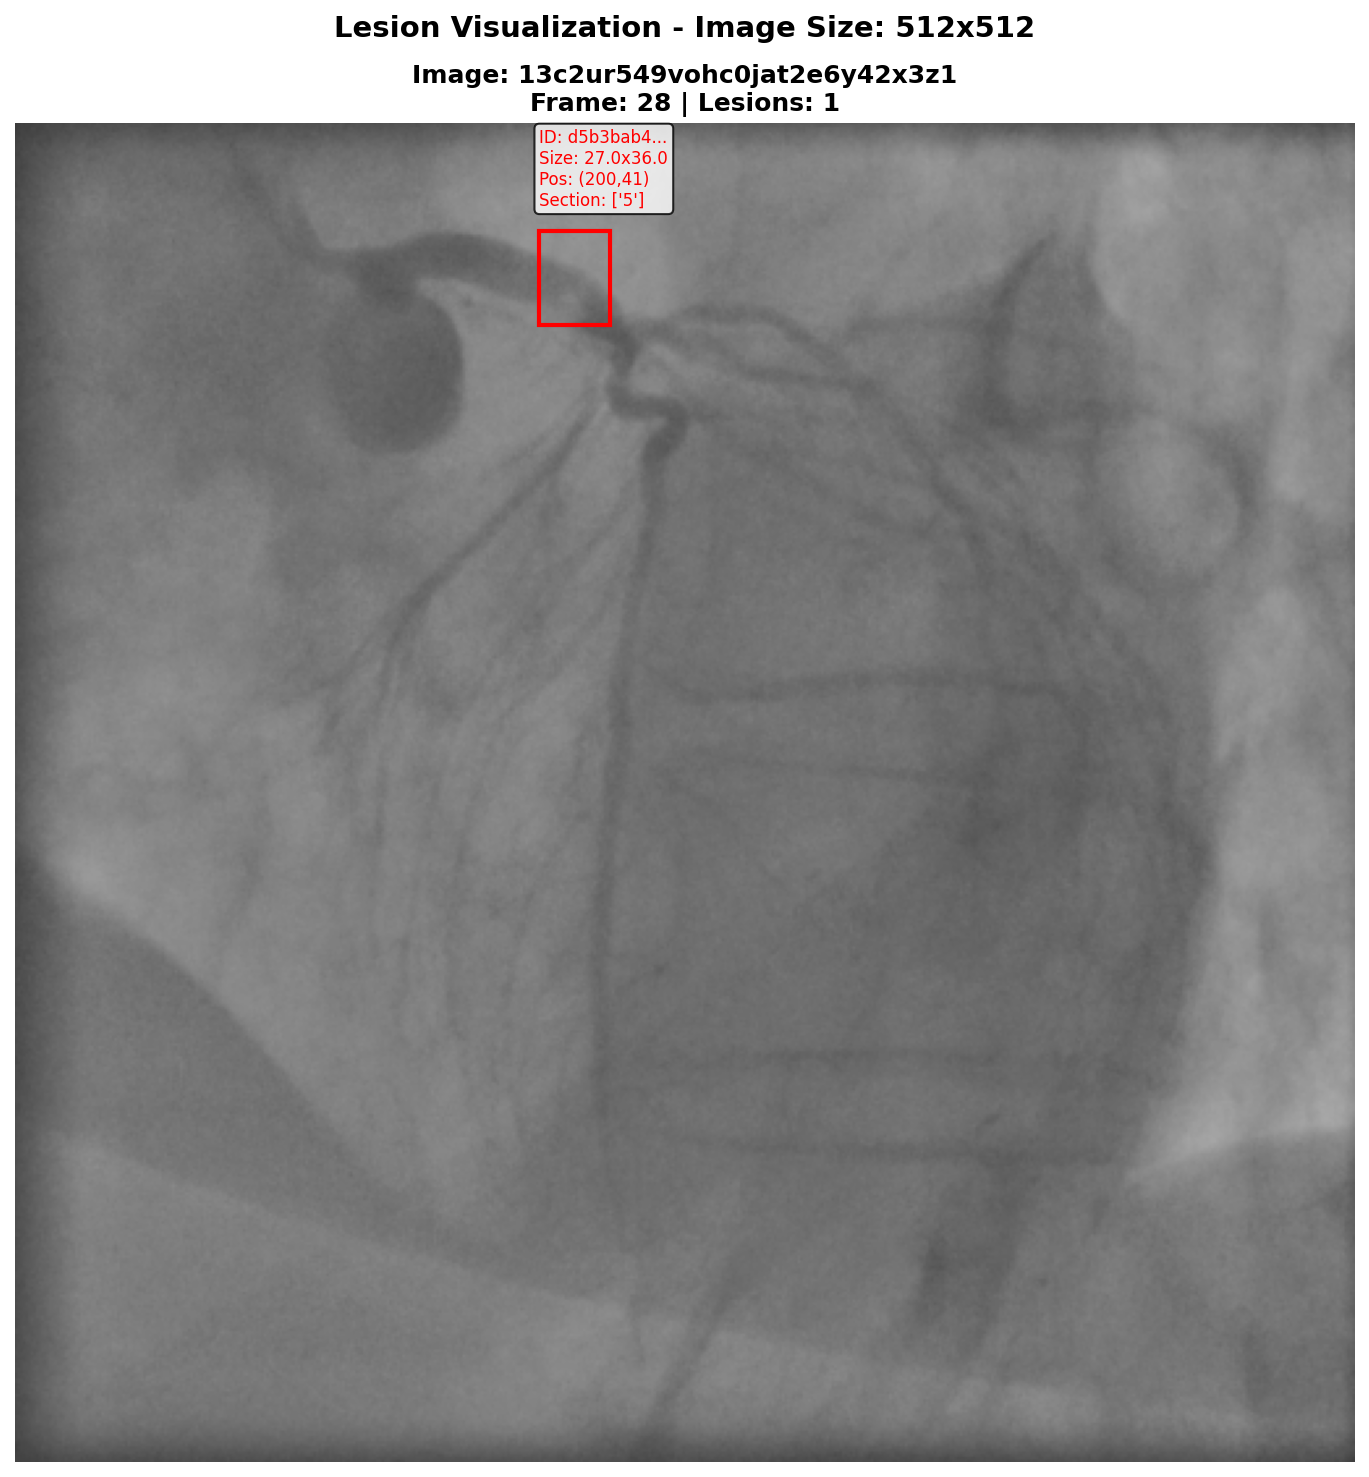 Lesion Visualization - Image Size: 512x512
Image: 13c2ur549vohc0jat2e6y42x3z1
Frame: 28 | Lesions: 1
ID: d5b3bab4...
Size: 27.0x36.0
Pos: (200,41)
Section: ['5']